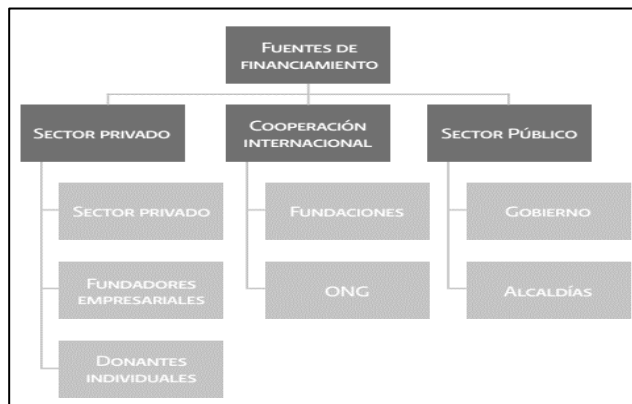 FUENTES DE
FINANCIAMIENTO
SECTOR PRIVADO
COOPERACIÓN
INTERNACIONAL
SECTOR PÚBLICO
SECTOR PRIVADO
FUNDACIONES
GOBIERNO
FUNDADORES
EMPRESARIALES
ONG
ALCALDÍAS
DONANTES
INDIVIDUALES